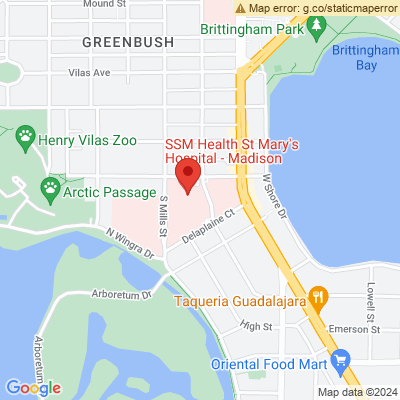 Mound St
Map error: g.co/staticmaperror
GREENBUSH
Brittingham Park
Vilas Ave
Brittingham
Bay
Henry Vilas Zoo
SSM Health St Mary's
Hospital - Madison
Arctic Passage
S Mills St
W Shore Dr
N Wingra Dr
Delaplaine Ct
Arboretum Dr
Taqueria Guadalajara
Lowell St
High St
Emerson St
Arboretum Dr
Oriental Food Mart
Google
Map data ©2024